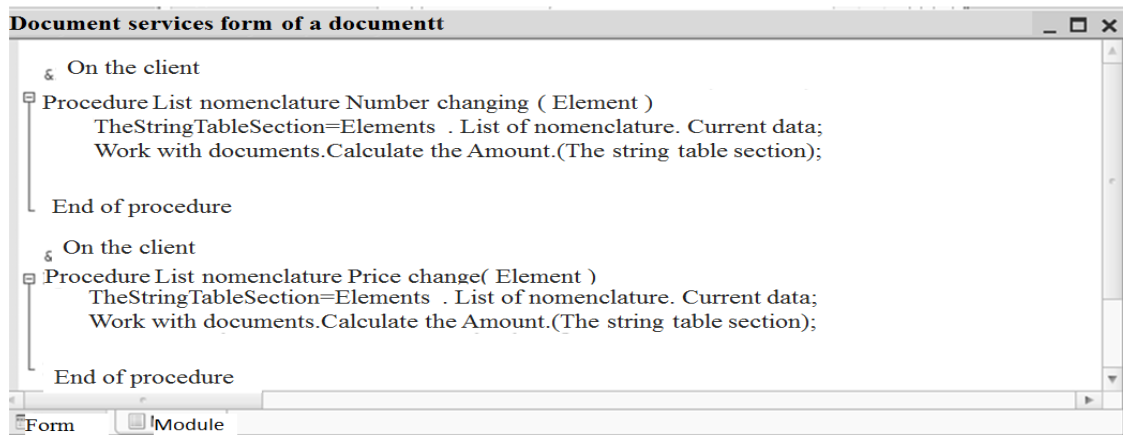 Document services form of a documentt
& On the client
Procedure List nomenclature Number changing ( Element )
TheStringTableSection=Elements . List of nomenclature. Current data;
Work with documents.Calculate the Amount.(The string table section);
End of procedure
& On the client
Procedure List nomenclature Price change( Element )
TheStringTableSection=Elements . List of nomenclature. Current data;
Work with documents.Calculate the Amount.(The string table section);
End of procedure
Form Module